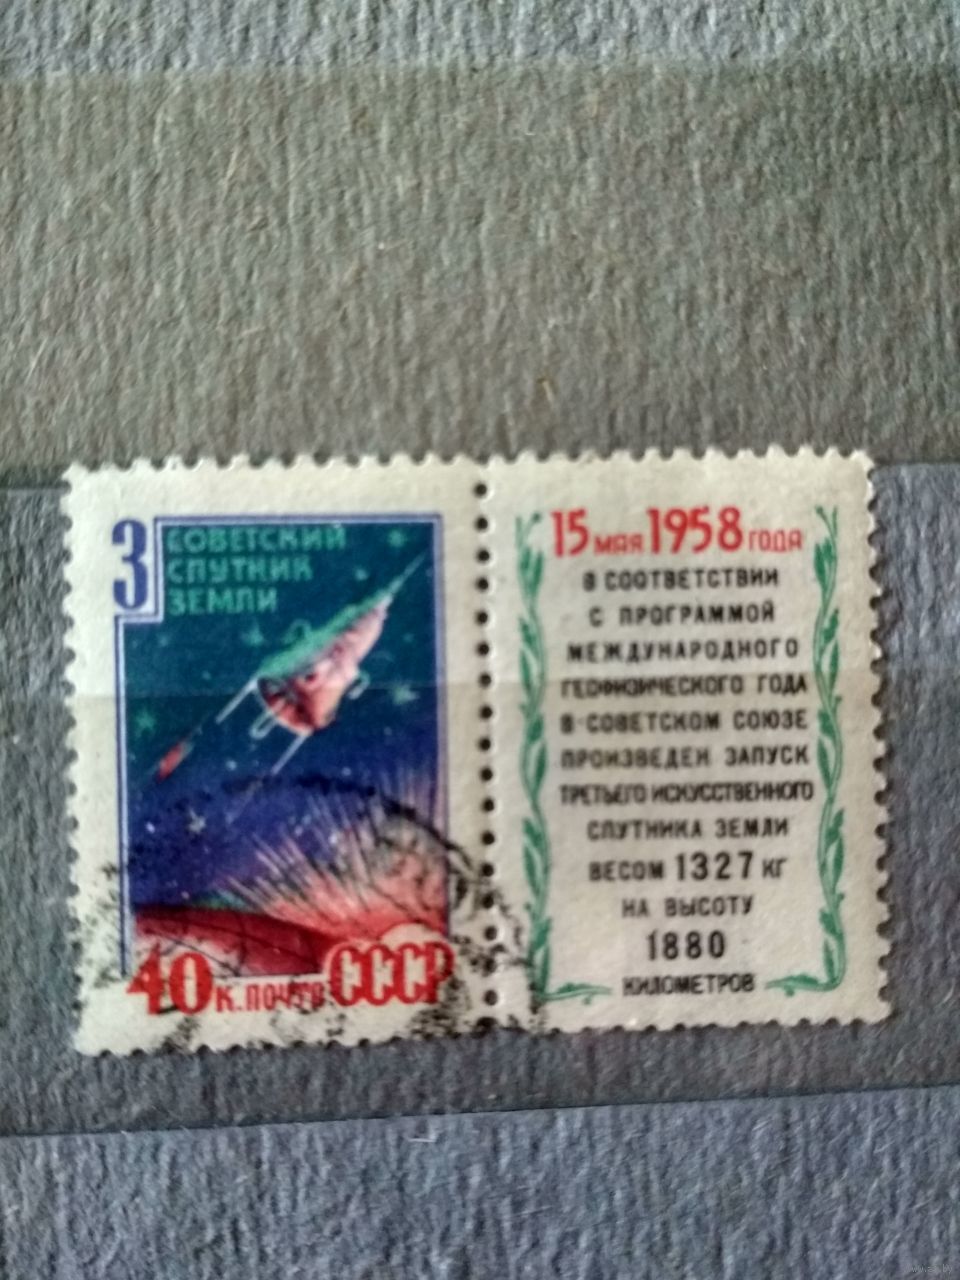 3 СОВЕТСКИЙ
СПУТНИК
ЗЕМЛИ
40 К. ПОЧТА СССР
15 МАЯ 1958 ГОДА
В СООТВЕТСТВИИ
С ПРОГРАММОЙ
МЕЖДУНАРОДНОГО
ГЕОФИЗИЧЕСКОГО ГОДА
В СОВЕТСКОМ СОЮЗЕ
ПРОИЗВЕДЕН ЗАПУСК
ТРЕТЬЕГО ИСКУССТВЕННОГО
СПУТНИКА ЗЕМЛИ
ВЕСОМ 1327 КГ
НА ВЫСОТУ
1880
КИЛОМЕТРОВ